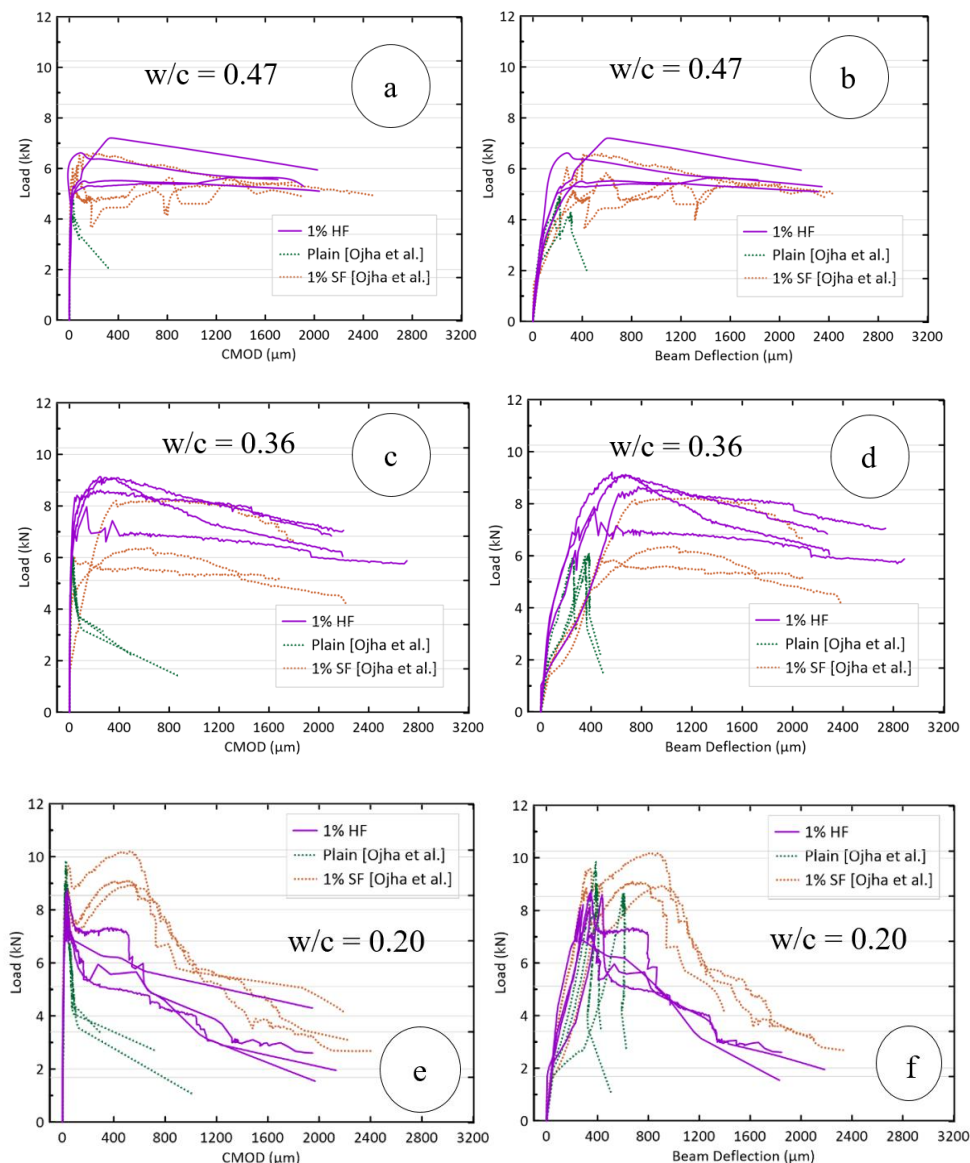 12
10
8
6
4
2
0
Load (kN)
w/c = 0.47
a
1% HF
Plain [Ojha et al.]
1% SF [Ojha et al.]
0 400 800 1200 1600 2000 2400 2800 3200
CMOD (μm)
12
10
8
6
4
2
0
Load (kN)
w/c = 0.47
b
1% HF
Plain [Ojha et al.]
1% SF [Ojha et al.]
0 400 800 1200 1600 2000 2400 2800 3200
Beam Deflection (μm)
12
10
8
6
4
2
0
Load (kN)
w/c = 0.36
c
1% HF
Plain [Ojha et al.]
1% SF [Ojha et al.]
0 400 800 1200 1600 2000 2400 2800 3200
CMOD (μm)
12
10
8
6
4
2
0
Load (kN)
w/c = 0.36
d
1% HF
Plain [Ojha et al.]
1% SF [Ojha et al.]
0 400 800 1200 1600 2000 2400 2800 3200
Beam Deflection (μm)
12
10
8
6
4
2
0
Load (kN)
1% HF
Plain [Ojha et al.]
1% SF [Ojha et al.]
w/c = 0.20
e
0 400 800 1200 1600 2000 2400 2800 3200
CMOD (μm)
12
10
8
6
4
2
0
Load (kN)
1% HF
Plain [Ojha et al.]
1% SF [Ojha et al.]
w/c = 0.20
f
0 400 800 1200 1600 2000 2400 2800 3200
Beam Deflection (μm)